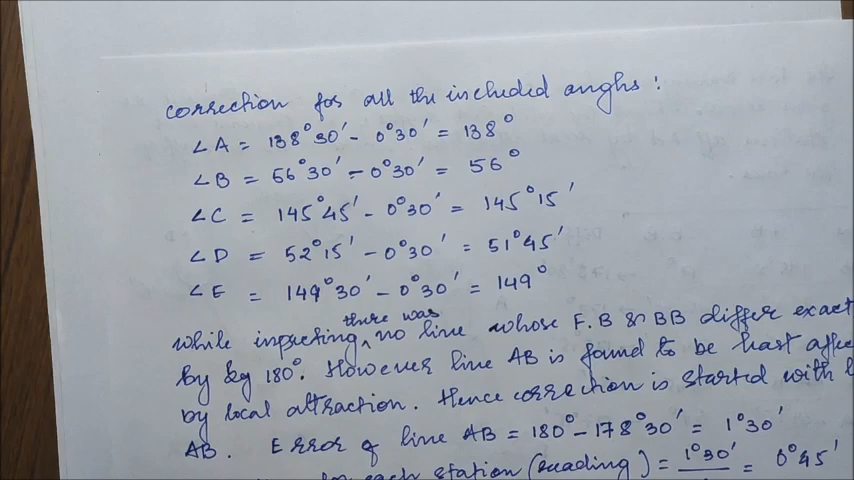 correction for all the included angles :
∠A = 138°30' - 0°30' = 138°
∠B = 56°30' - 0°30' = 56°
∠C = 145°45' - 0°30' = 145°15'
∠D = 52°15' - 0°30' = 51°45'
∠E = 149°30' - 0°30' = 149°
while inspecting, there was no line whose F.B & BB differ exact
by by 180°. However line AB is found to be least affe
by local attraction. Hence correction is started with l
AB. Error of line AB = 180° - 178°30' = 1°30'
for each station (reading) = 1°30' = 0°45'